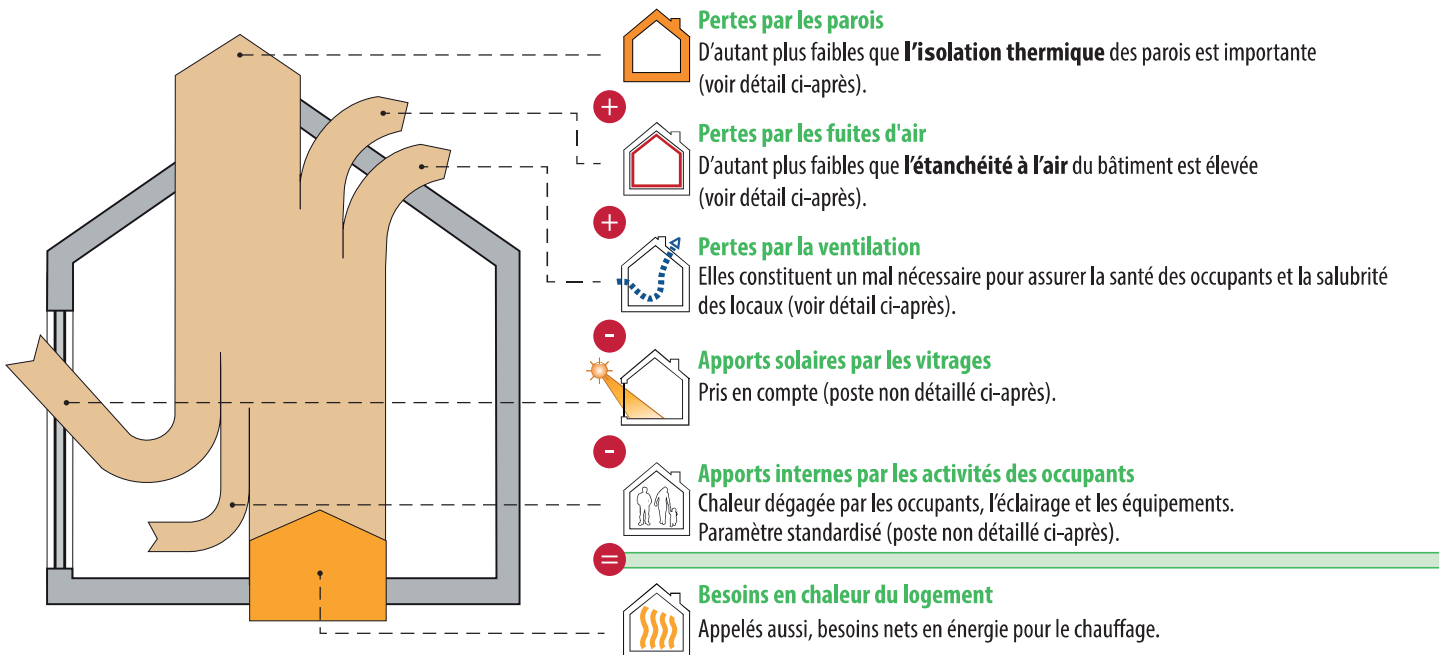 Pertes par les parois
D'autant plus faibles que l'isolation thermique des parois est importante
(voir détail ci-après).
+
Pertes par les fuites d'air
D'autant plus faibles que l'étanchéité à l'air du bâtiment est élevée
(voir détail ci-après).
+
Pertes par la ventilation
Elles constituent un mal nécessaire pour assurer la santé des occupants et la salubrité
des locaux (voir détail ci-après).
-
Apports solaires par les vitrages
Pris en compte (poste non détaillé ci-après).
-
Apports internes par les activités des occupants
Chaleur dégagée par les occupants, l'éclairage et les équipements.
Paramètre standardisé (poste non détaillé ci-après).
=
Besoins en chaleur du logement
Appelés aussi, besoins nets en énergie pour le chauffage.